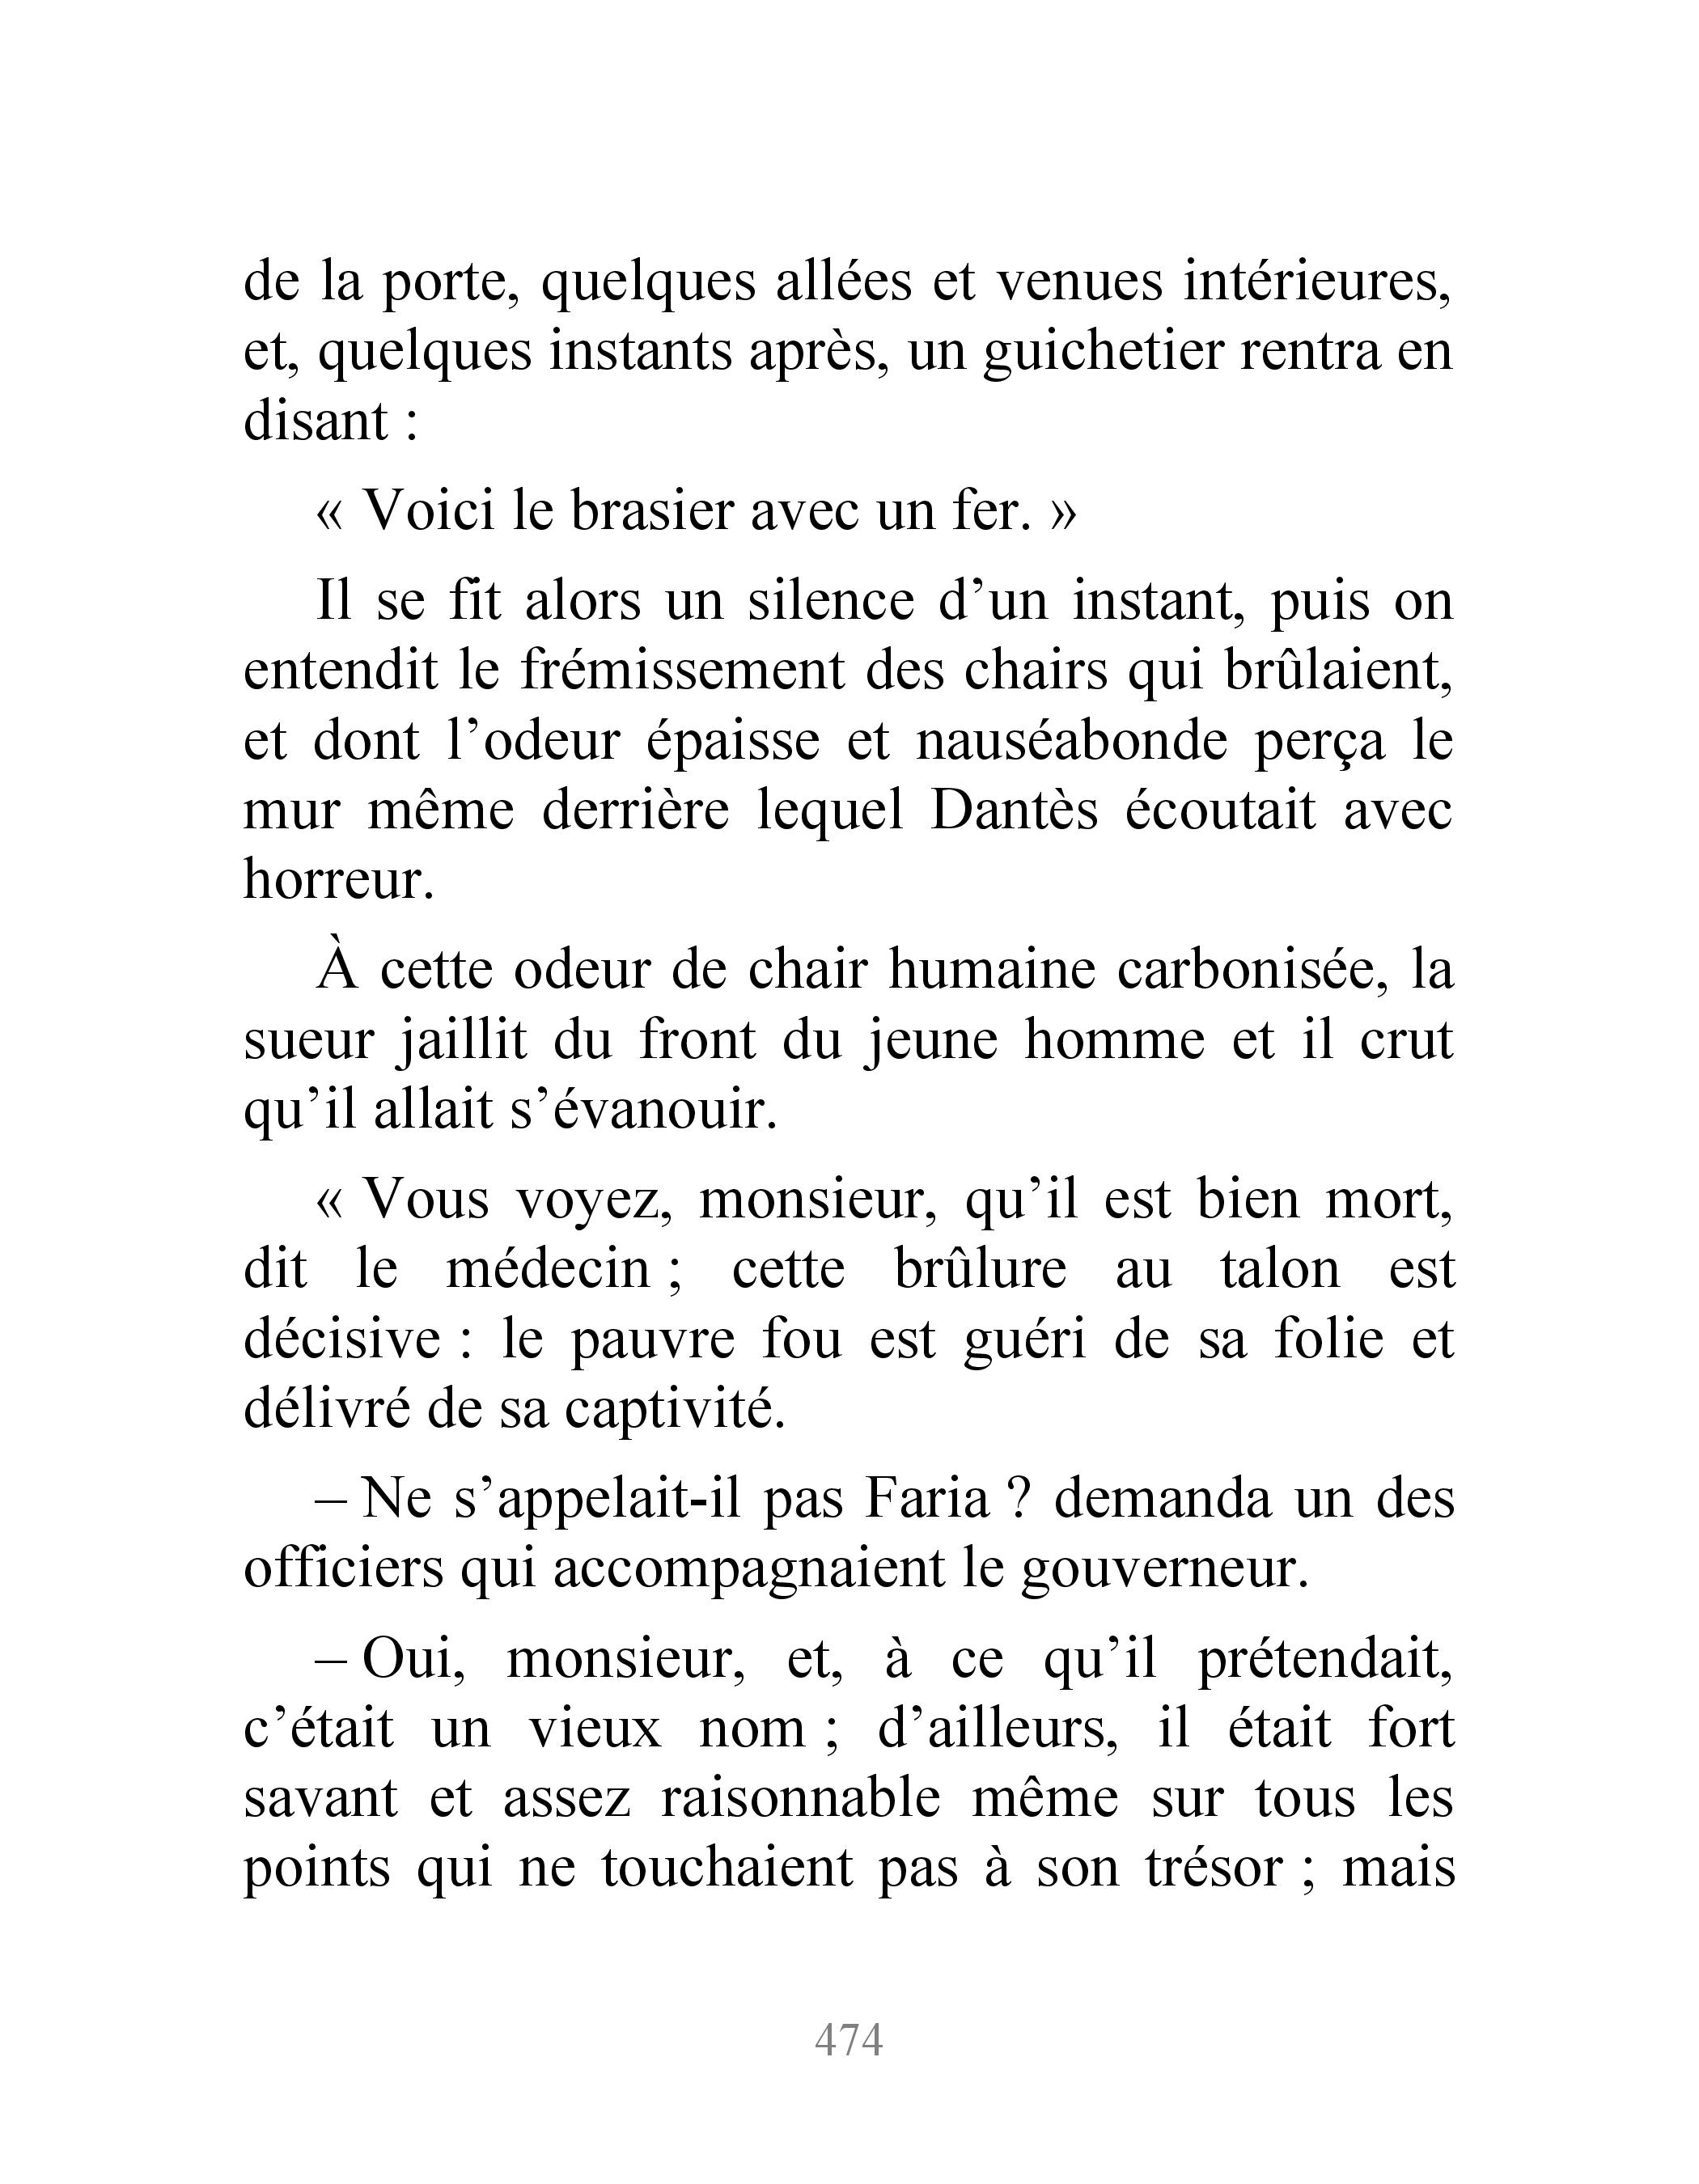 de la porte, quelques allées et venues intérieures,
et, quelques instants après, un guichetier rentra en
disant :
« Voici le brasier avec un fer. »
Il se fit alors un silence d’un instant, puis on
entendit le frémissement des chairs qui brûlaient,
et dont l’odeur épaisse et nauséabonde perça le
mur même derrière lequel Dantès écoutait avec
horreur.
À cette odeur de chair humaine carbonisée, la
sueur jaillit du front du jeune homme et il crut
qu’il allait s’évanouir.
« Vous voyez, monsieur, qu’il est bien mort,
dit le médecin ; cette brûlure au talon est
décisive : le pauvre fou est guéri de sa folie et
délivré de sa captivité.
– Ne s’appelait-il pas Faria ? demanda un des
officiers qui accompagnaient le gouverneur.
– Oui, monsieur, et, à ce qu’il prétendait,
c’était un vieux nom ; d’ailleurs, il était fort
savant et assez raisonnable même sur tous les
points qui ne touchaient pas à son trésor ; mais
474